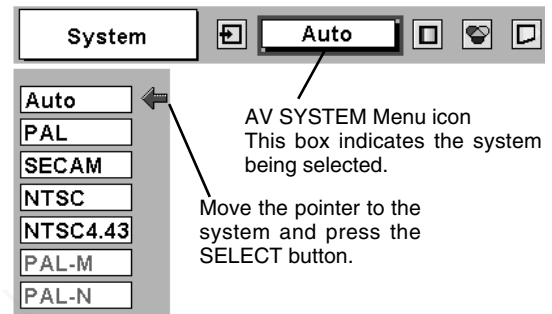 System
Auto
Auto
PAL
SECAM
NTSC
NTSC4.43
PAL-M
PAL-N
AV SYSTEM Menu icon
This box indicates the system
being selected.
Move the pointer to the
system and press the
SELECT button.